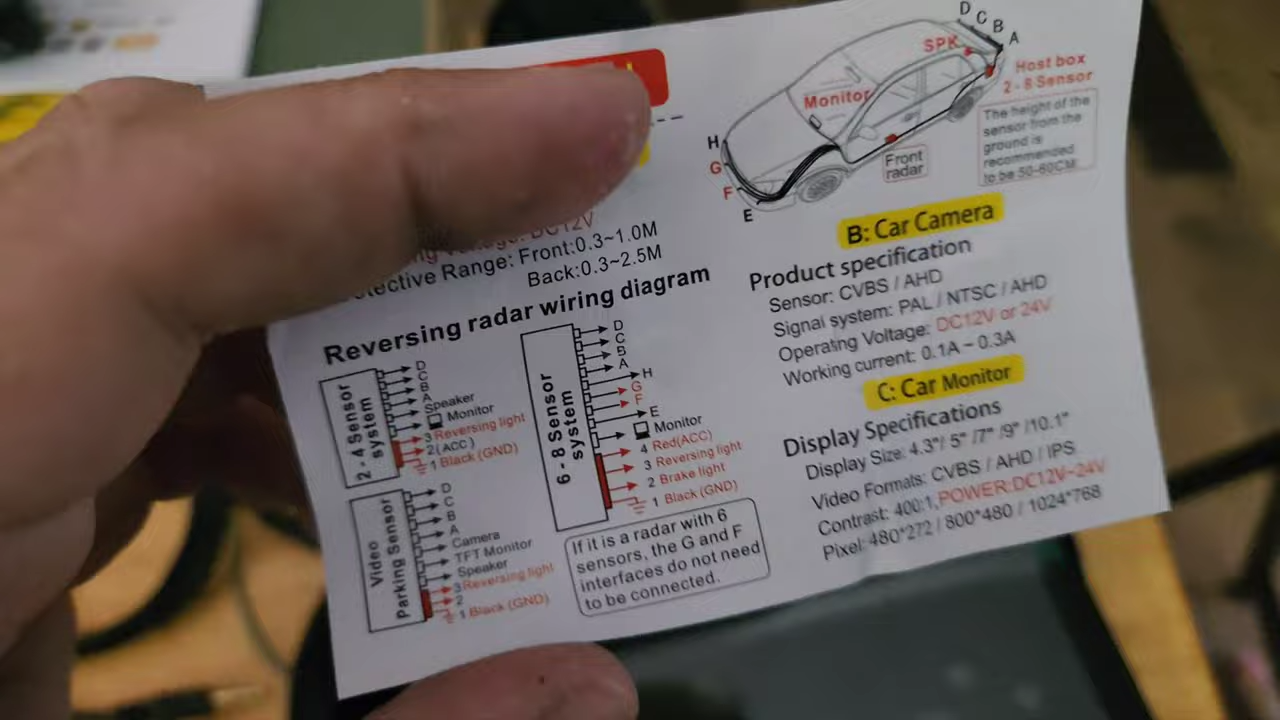 DC12V
Range: Front:0.3~1.0M
Back:0.3~2.5M
Reversing radar wiring diagram
2 - 4 Sensor
system
D
C
B
A
Speaker
Monitor
3 Reversing light
2(ACC)
1 Black (GND)
Video
Parking Sensor
D
C
B
A
Camera
TFT Monitor
Speaker
3 Reversing light
2
1 Black (GND)
6 - 8 Sensor
system
D
C
B
A
H
G
F
E
Monitor
4 Red(ACC)
3 Reversing light
2 Brake light
1 Black (GND)
If it is a radar with 6
sensors, the G and F
interfaces do not need
to be connected.
D
C
B
A
SPK
Host box
2 - 8 Sensor
Monitor
The height of the
sensor from the
ground is
recommended
to be 50-60CM
H
G
F
E
Front
radar
B: Car Camera
Product specification
Sensor: CVBS / AHD
Signal system: PAL / NTSC / AHD
Operating Voltage: DC12V or 24V
Working current: 0.1A ~ 0.3A
C: Car Monitor
Display Specifications
Display Size: 4.3"/ 5" /7" /9" /10.1"
Video Formats: CVBS / AHD / IPS
Contrast: 400:1,POWER:DC12V~24V
Pixel: 480*272 / 800*480 / 1024*768